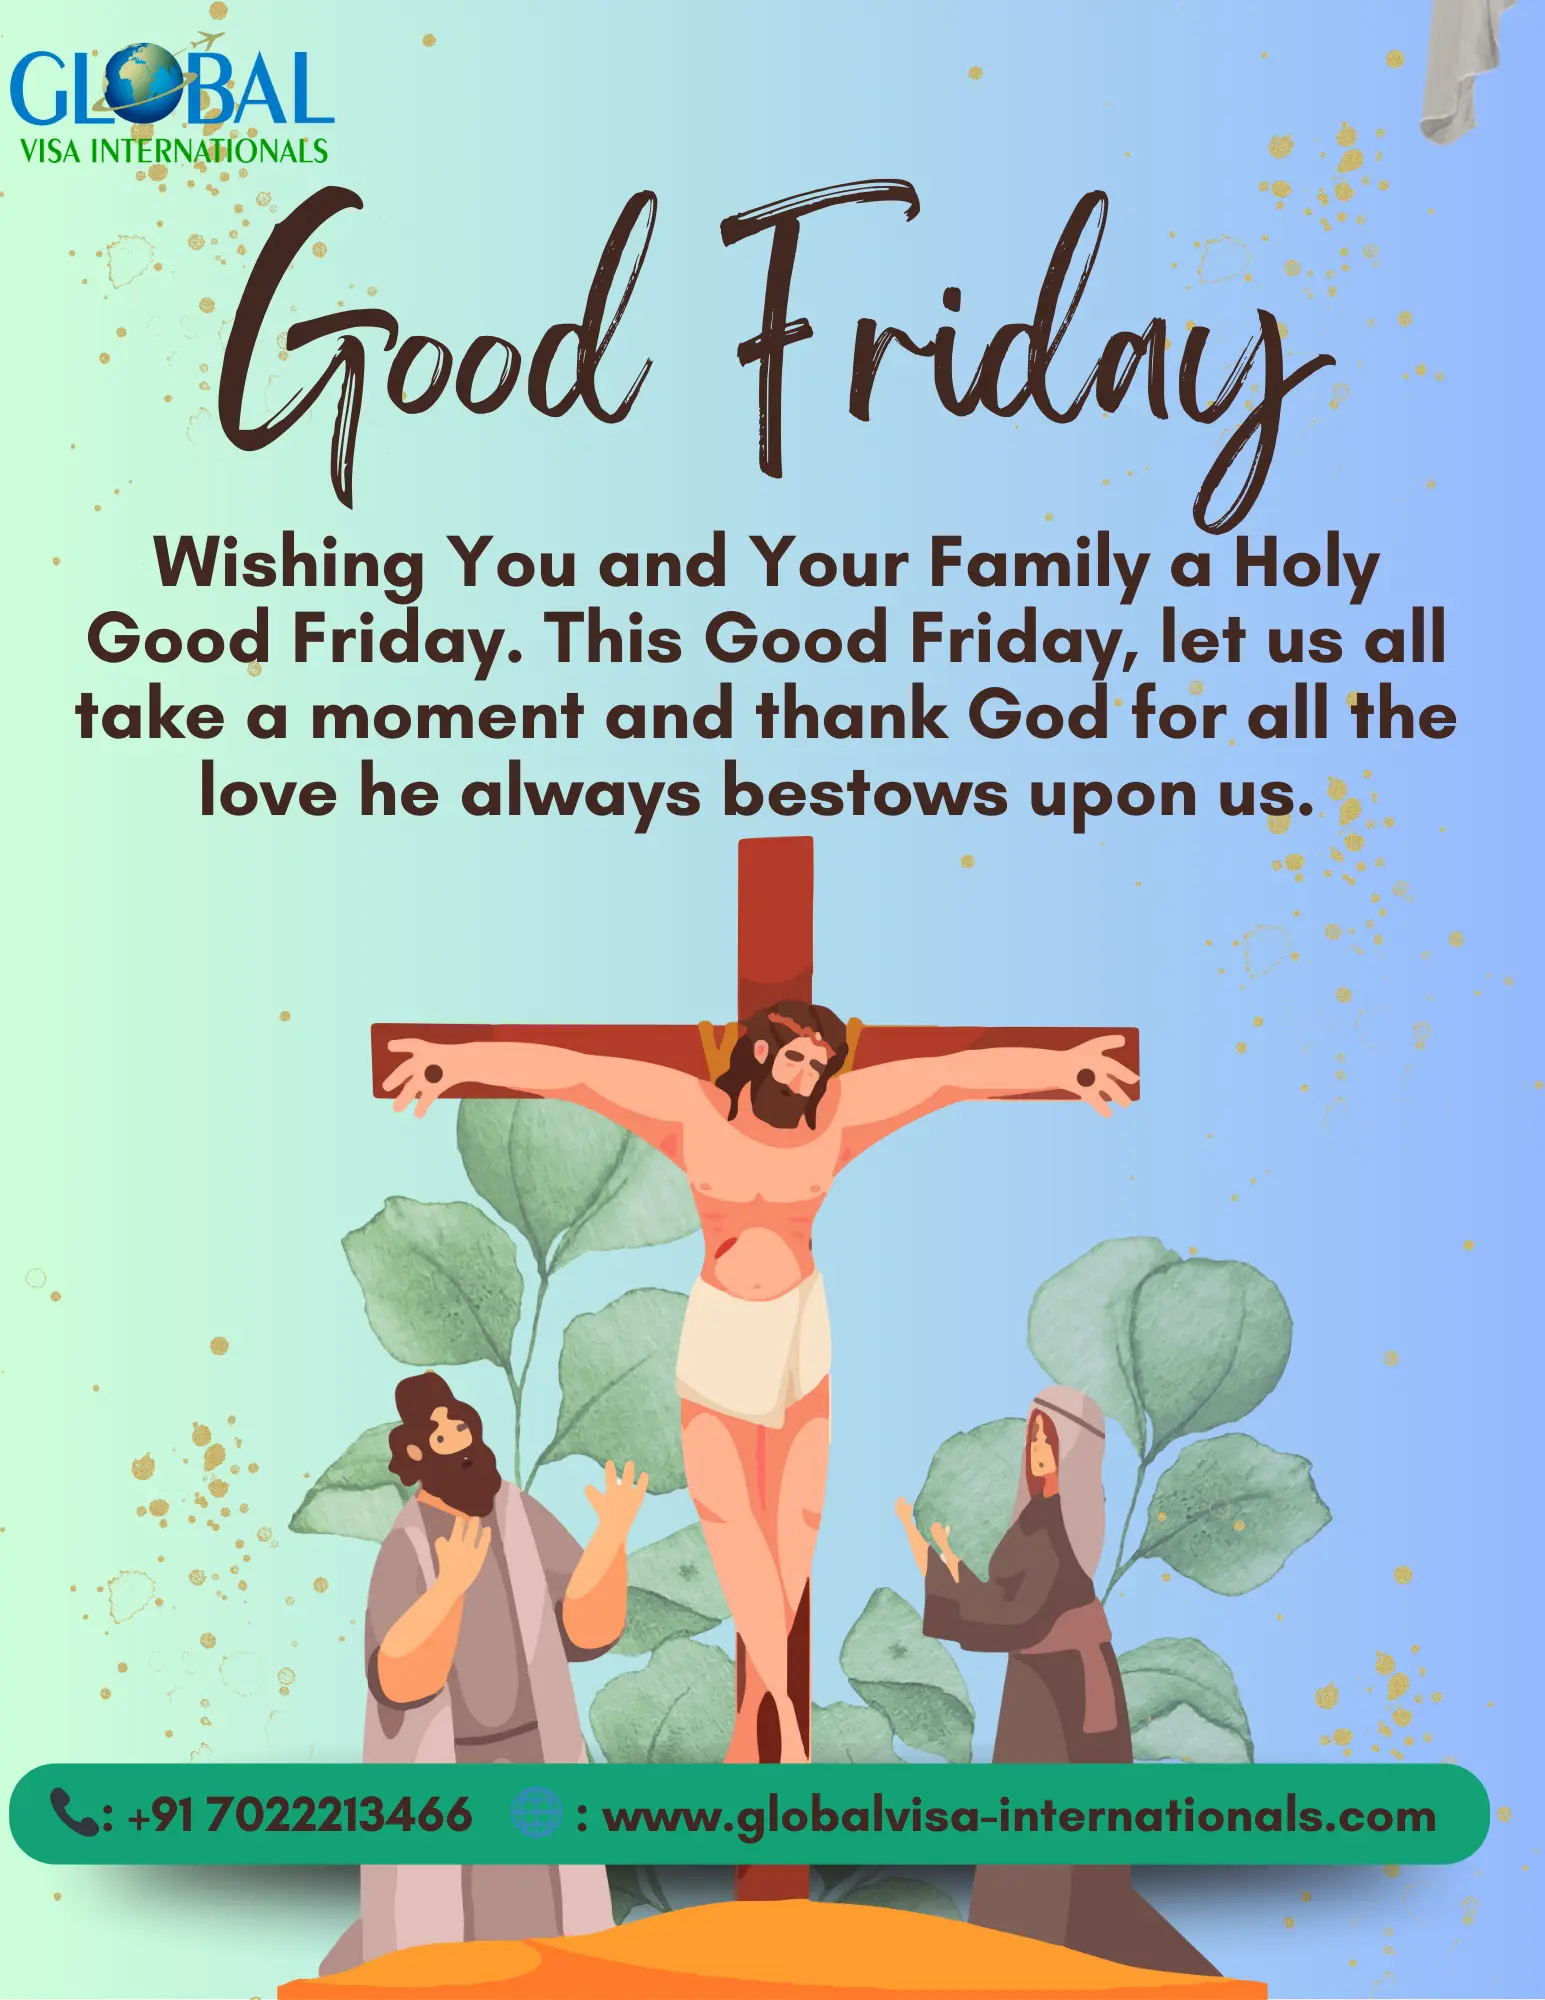 GLOBAL
VISA INTERNATIONALS
Good Friday
Wishing You and Your Family a Holy
Good Friday. This Good Friday, let us all
take a moment and thank God for all the
love he always bestows upon us.
: +91 7022213466 : www.globalvisa-internationals.com